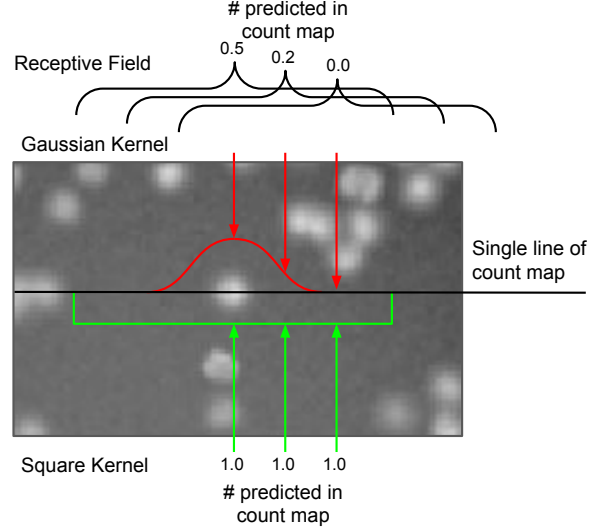 # predicted in
count map
0.5
0.2
0.0
Receptive Field
Gaussian Kernel
Single line of
count map
Square Kernel
1.0
1.0
1.0
# predicted in
count map